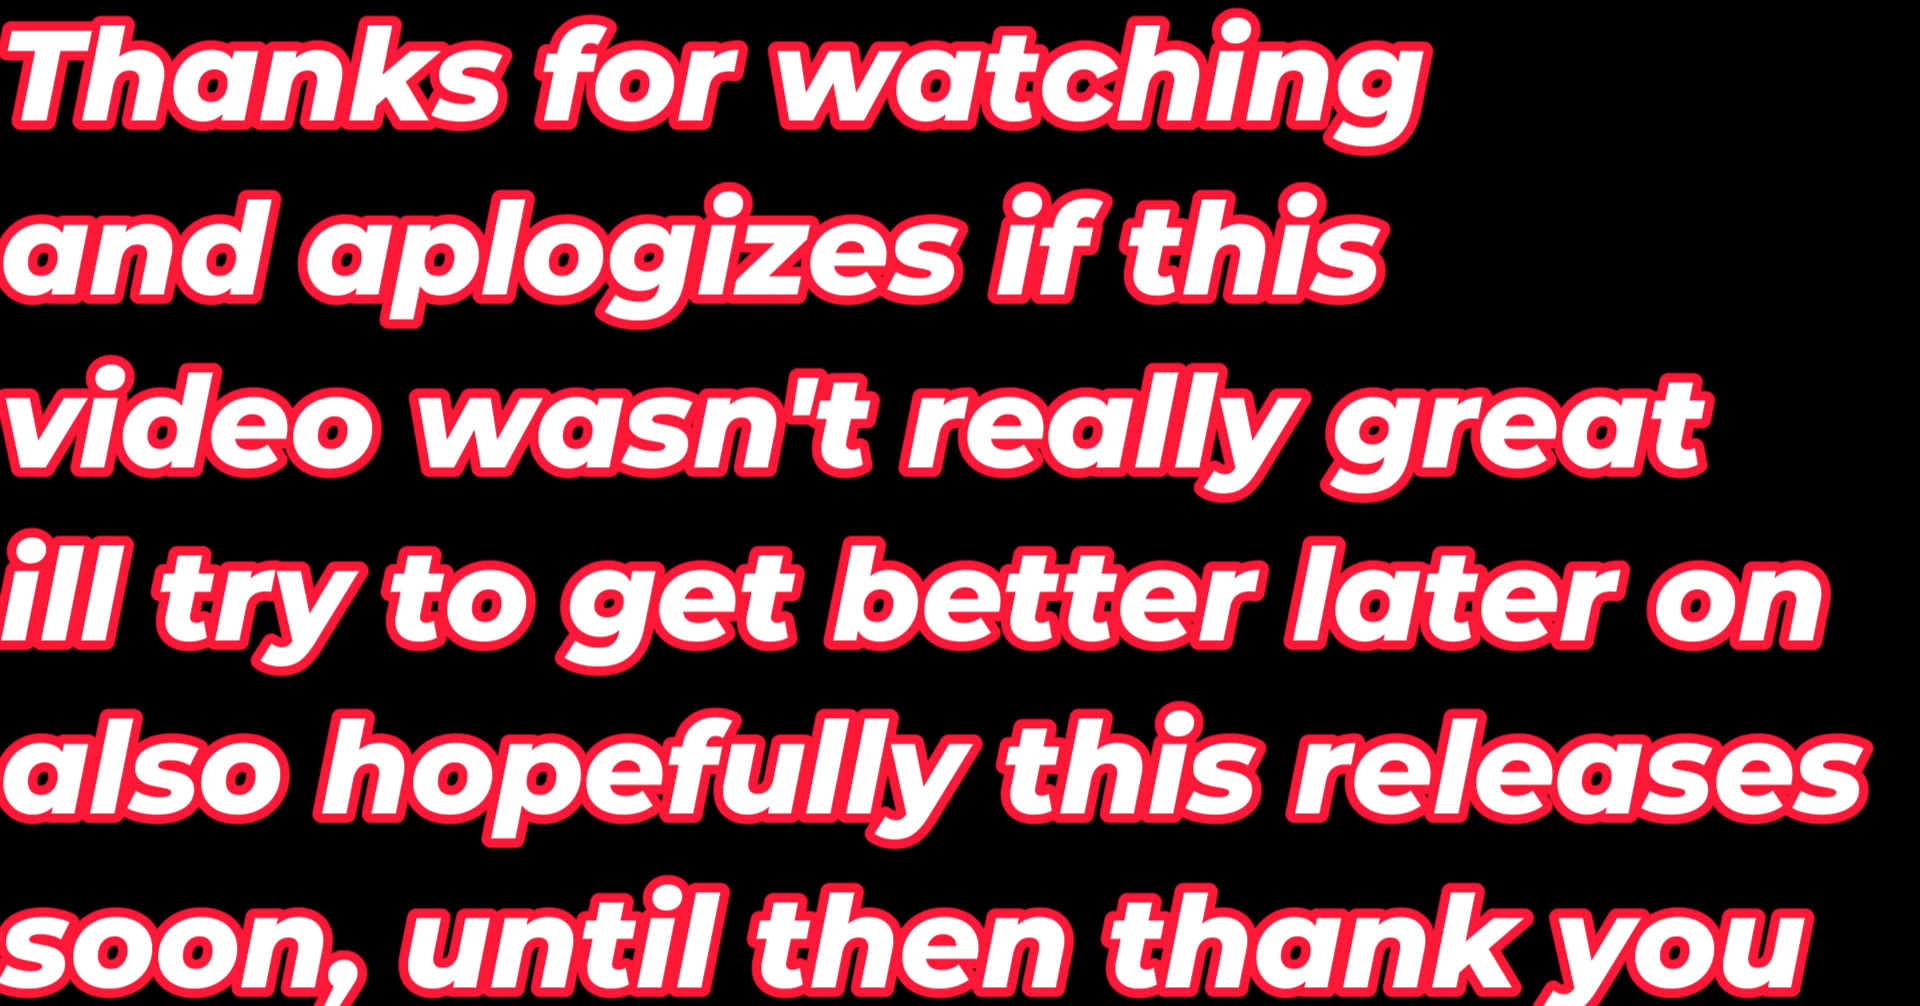 Thanks for watching
and aplogizes if this
video wasn't really great
ill try to get better later on
also hopefully this releases
soon, until then thank you